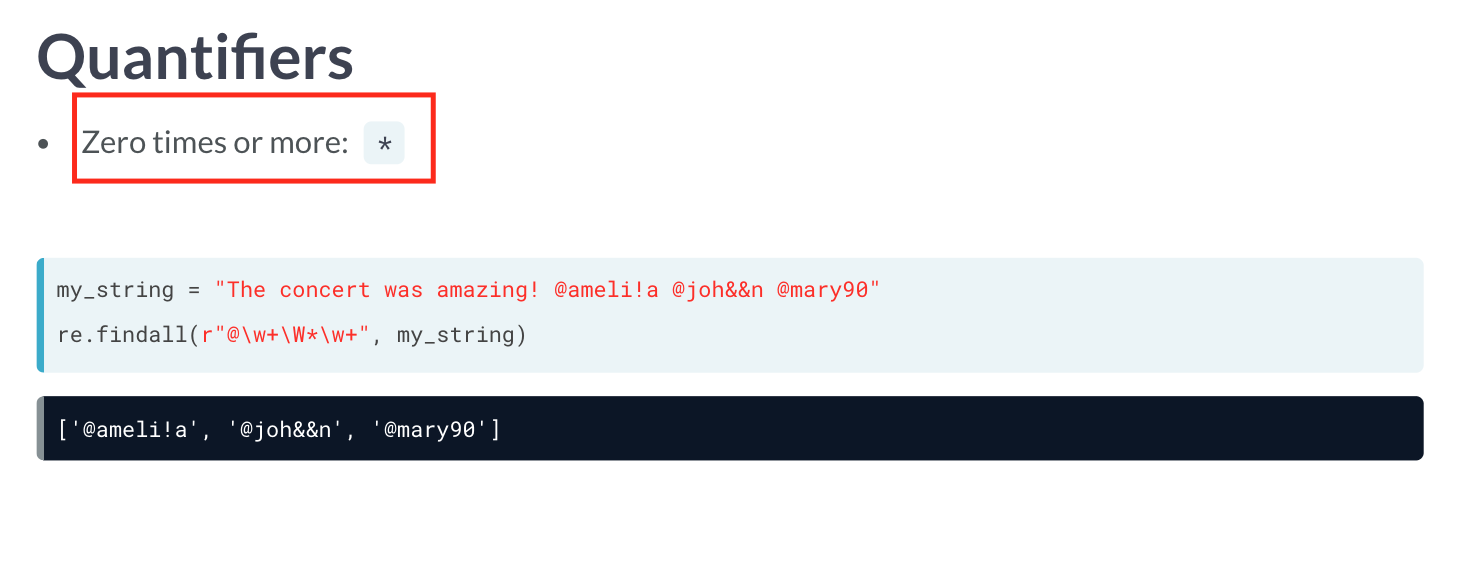 Quantifiers
• Zero times or more: *
my_string = "The concert was amazing! @ameli!a @joh&&n @mary90"
re.findall(r"@\w+\W*\w+", my_string)
['@ameli!a', '@joh&&n', '@mary90']